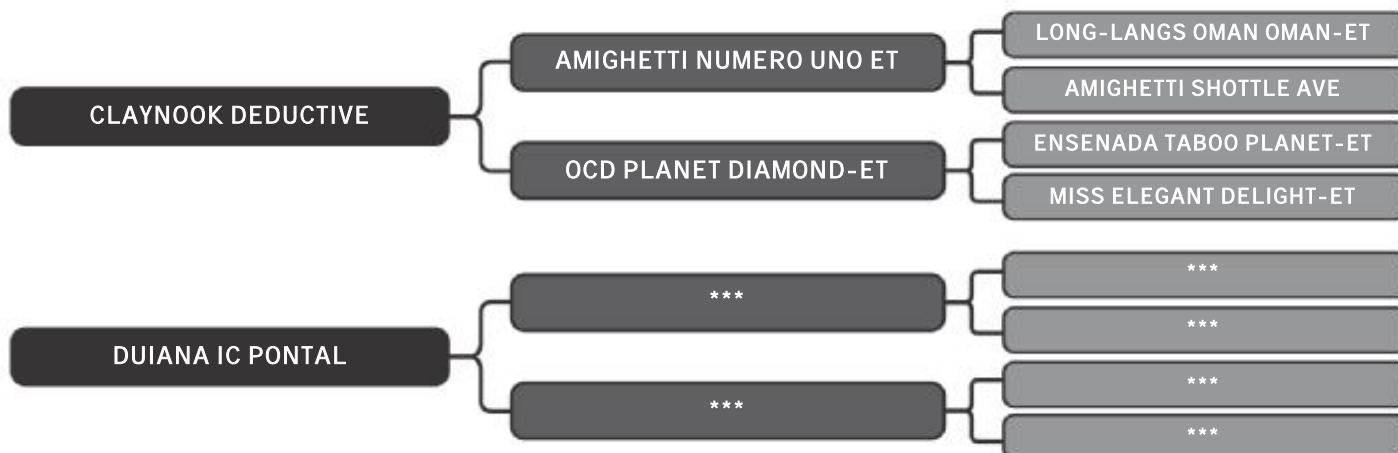 LONG-LANGS OMAN OMAN-ET
AMIGHETTI NUMERO UNO ET
AMIGHETTI SHOTTLE AVE
CLAYNOOK DEDUCTIVE
ENSENADA TABOO PLANET-ET
OCD PLANET DIAMOND-ET
MISS ELEGANT DELIGHT-ET
***
***
***
DUIANA IC PONTAL
***
***
***